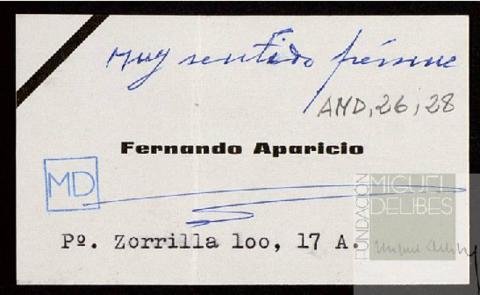 Muy sentido pésame
AMD, 26, 28
Fernando Aparicio
MD
FUNDACIÓN
MIGUEL
DELIBES
Pº. Zorrilla 100, 17 A.